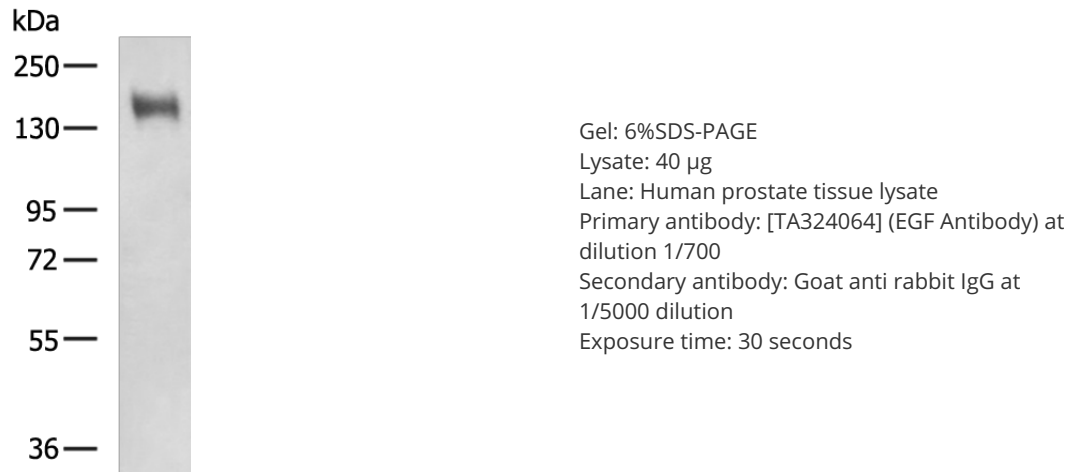 kDa
250
130
95
72
55
36
Gel: 6%SDS-PAGE
Lysate: 40 µg
Lane: Human prostate tissue lysate
Primary antibody: [TA324064] (EGF Antibody) at
dilution 1/700
Secondary antibody: Goat anti rabbit IgG at
1/5000 dilution
Exposure time: 30 seconds